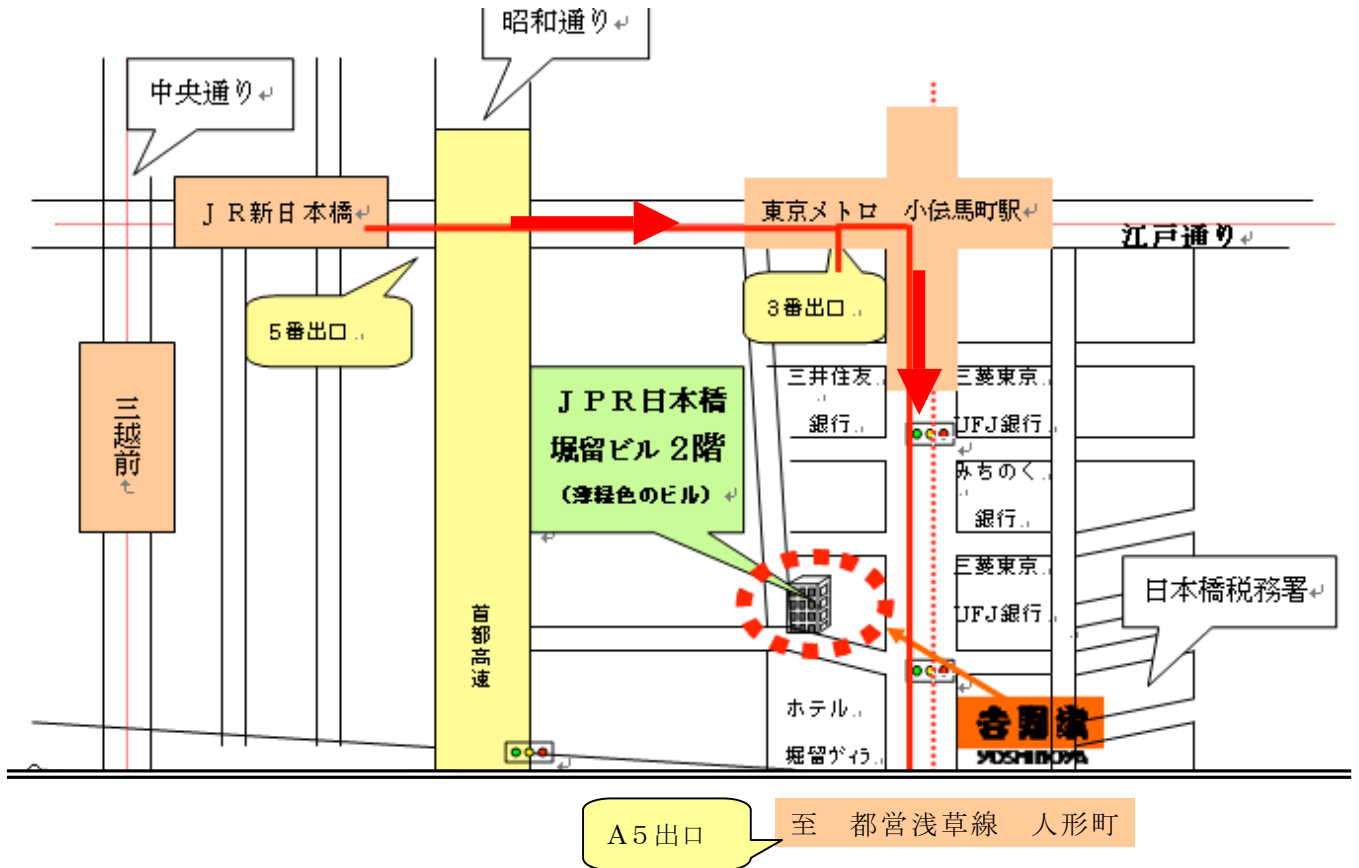 昭和通り
中央通り
JR新日本橋
東京メトロ 小伝馬町駅
江戸通り
5番出口
3番出口
三越前
JPR日本橋
堀留ビル 2階
(薄緑色のビル)
三井住友
銀行
三菱東京
UFJ銀行
みちのく
銀行
三菱東京
UFJ銀行
日本橋税務署
首都高速
ホテル
堀留ヴィラ
吉野家
YOSHINOYA
A5出口
至 都営浅草線 人形町